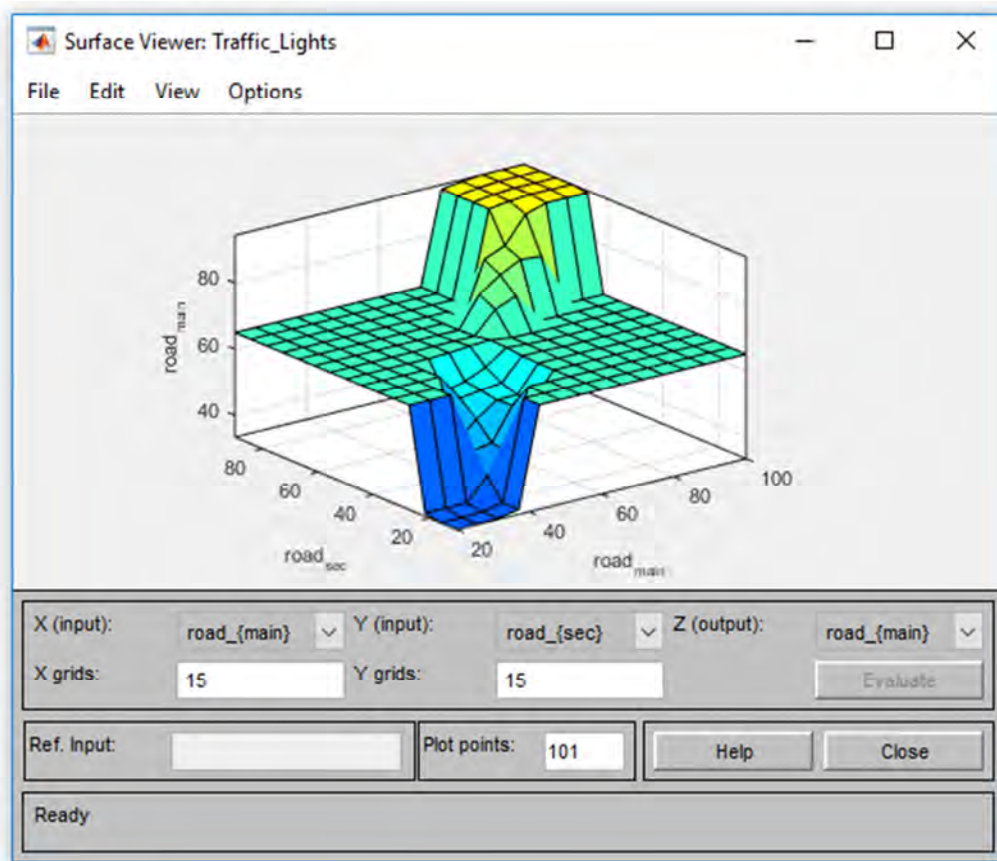 Surface Viewer: Traffic_Lights
File Edit View Options
80
60
40
road_main
80
60
40
20
road_sec
20
40
60
80
100
road_main
X (input): road_{main} Y (input): road_{sec} Z (output): road_{main}
X grids: 15 Y grids: 15 Evaluate
Ref. Input: Plot points: 101 Help Close
Ready